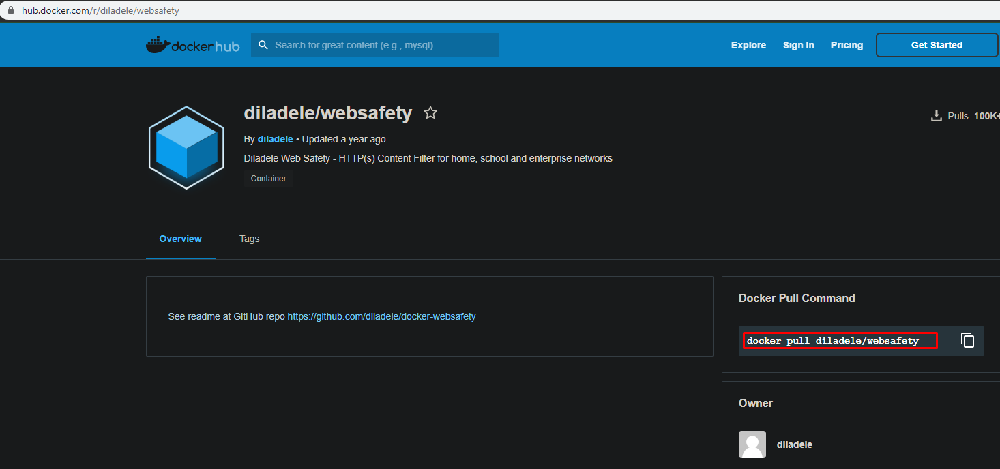 hub.docker.com/r/diladele/websafety
docker hub
Search for great content (e.g., mysql)
Explore
Sign In
Pricing
Get Started
diladele/websafety
Pulls 100K+
By diladele • Updated a year ago
Diladele Web Safety - HTTP(s) Content Filter for home, school and enterprise networks
Container
Overview
Tags
See readme at GitHub repo https://github.com/diladele/docker-websafety
Docker Pull Command
docker pull diladele/websafety
Owner
diladele